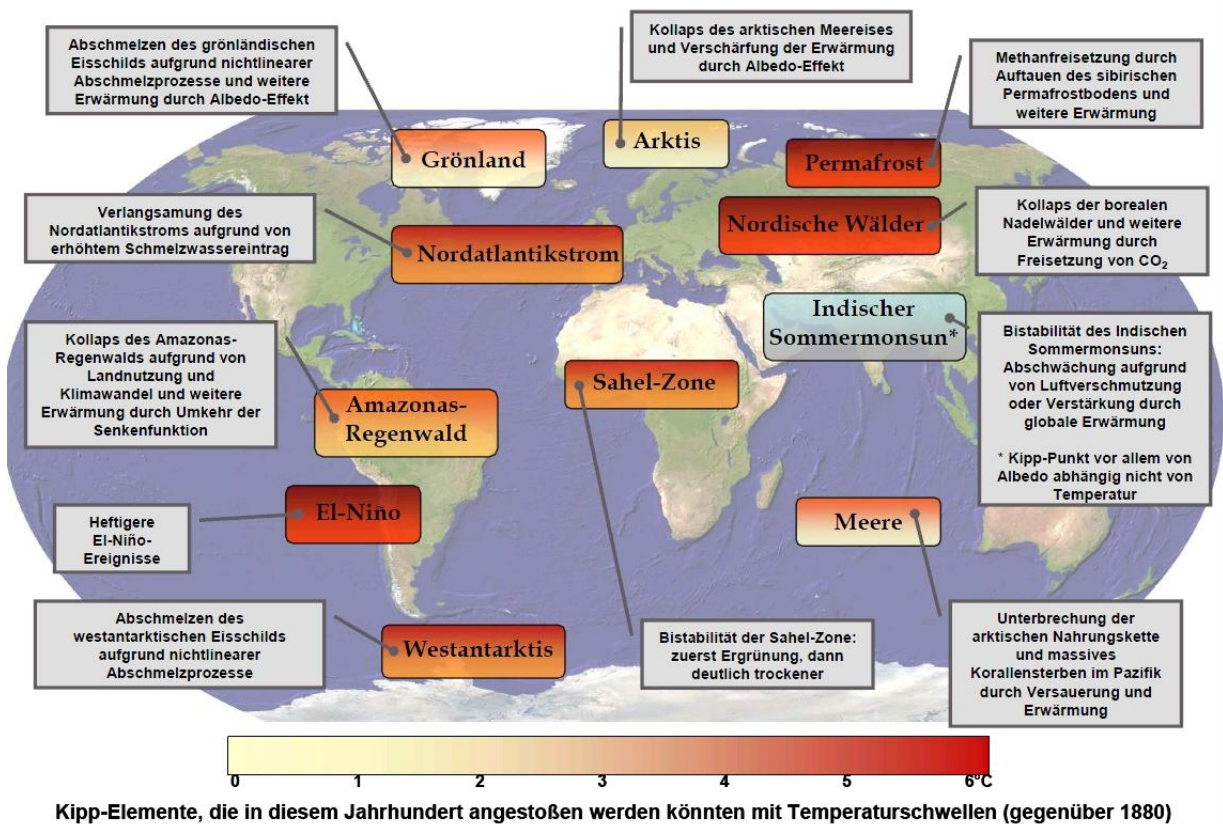 Abschmelzen des grönländischen
Eisschilds aufgrund nichtlinearer
Abschmelzprozesse und weitere
Erwärmung durch Albedo-Effekt
Kollaps des arktischen Meereises
und Verschärfung der Erwärmung
durch Albedo-Effekt
Methanfreisetzung durch
Auftauen des sibirischen
Permafrostbodens und
weitere Erwärmung
Grönland
Arktis
Permafrost
Verlangsamung des
Nordatlantikstroms aufgrund von
erhöhtem Schmelzwassereintrag
Nordatlantikstrom
Nordische Wälder
Kollaps der borealen
Nadelwälder und weitere
Erwärmung durch
Freisetzung von CO₂
Indischer
Sommermonsun*
Kollaps des Amazonas-
Regenwalds aufgrund von
Landnutzung und
Klimawandel und weitere
Erwärmung durch Umkehr der
Senkenfunktion
Amazonas-
Regenwald
Sahel-Zone
Bistabilität des Indischen
Sommermonsuns:
Abschwächung aufgrund
von Luftverschmutzung
oder Verstärkung durch
globale Erwärmung
* Kipp-Punkt vor allem von
Albedo abhängig nicht von
Temperatur
Heftigere
El-Niño-
Ereignisse
El-Niño
Meere
Abschmelzen des
westantarktischen Eisschilds
aufgrund nichtlinearer
Abschmelzprozesse
Westantarktis
Bistabilität der Sahel-Zone:
zuerst Ergrünung, dann
deutlich trockener
Unterbrechung der
arktischen Nahrungskette
und massives
Korallensterben im Pazifik
durch Versauerung und
Erwärmung
0 1 2 3 4 5 6°C
Kipp-Elemente, die in diesem Jahrhundert angestoßen werden könnten mit Temperaturschwellen (gegenüber 1880)